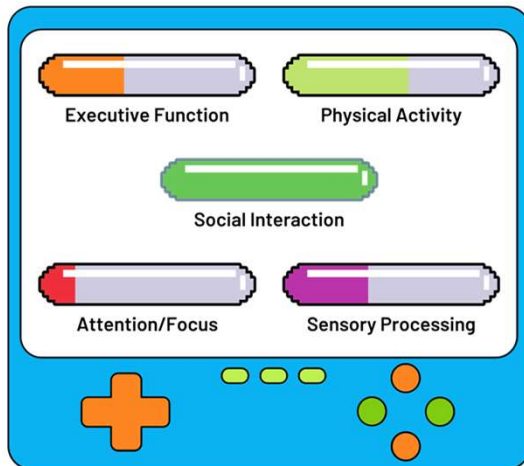 Executive Function
Physical Activity
Social Interaction
Attention/Focus
Sensory Processing